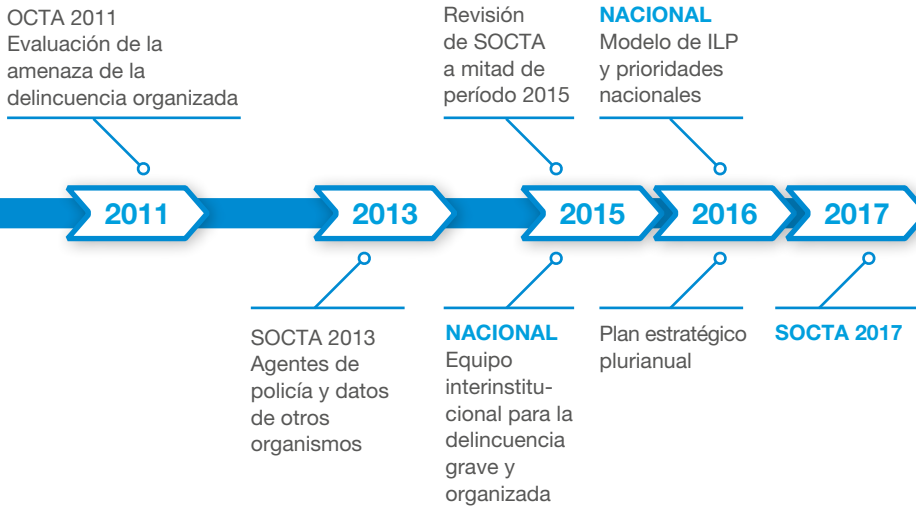 OCTA 2011
Evaluación de la
amenaza de la
delincuencia organizada
Revisión
de SOCTA
a mitad de
período 2015
NACIONAL
Modelo de ILP
y prioridades
nacionales
2011
2013
2015
2016
2017
SOCTA 2013
Agentes de
policía y datos
de otros
organismos
NACIONAL
Equipo
interinstitu-
cional para la
delincuencia
grave y
organizada
Plan estratégico
plurianual
SOCTA 2017